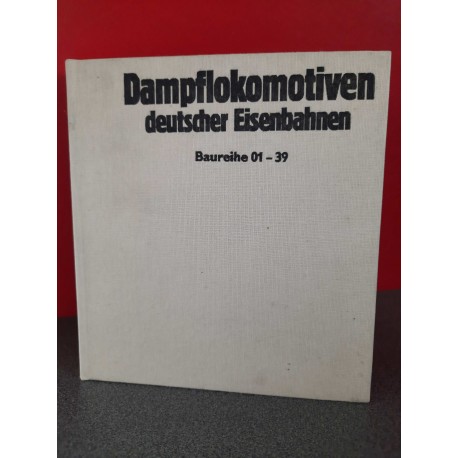 Dampflokomotiven
deutscher Eisenbahnen
Baureihe 01 – 39